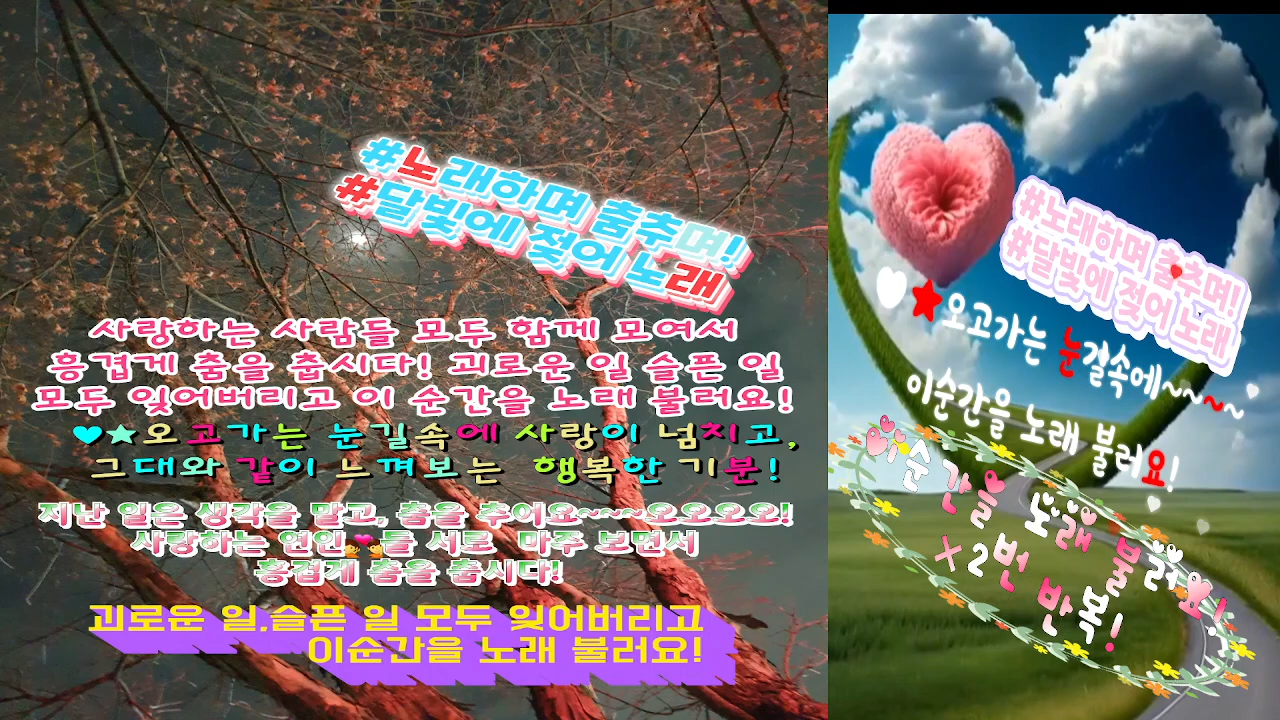 #노래하며 춤추며!
#달빛에 젖어 노래
사랑하는 사람들 모두 함께 모여서
흥겹게 춤을 춥시다! 괴로운 일 슬픈 일
모두 잊어버리고 이 순간을 노래 불러요!
♥★오고가는 눈길속에 사랑이 넘치고,
그대와 같이 느껴보는 행복한 기분!
지난 일은 생각을 말고, 춤을 추어요~~~오오오오!
사랑하는 연인💕들 서로 마주 보면서
흥겹게 춤을 춥시다!
괴로운 일,슬픈 일 모두 잊어버리고
이순간을 노래 불러요!
#노래하며 춤추며!
#달빛에 젖어 노래
♥★오고가는 눈길속에~~~~
이순간을 노래 불러요!
이순간을 노래 불러요!
×2번 반복!